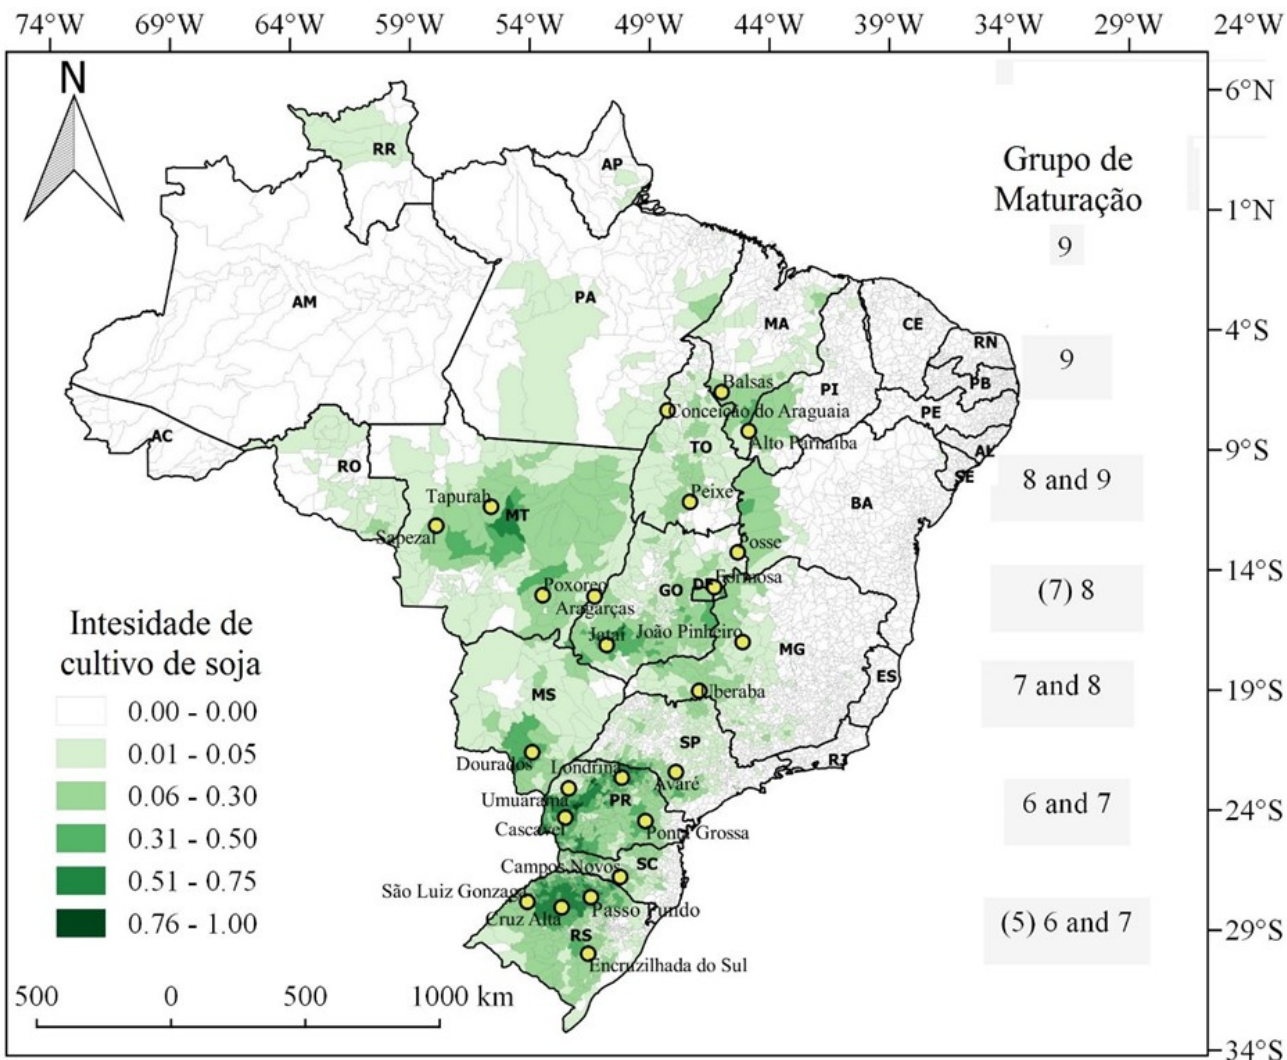 74°W 69°W 64°W 59°W 54°W 49°W 44°W 39°W 34°W 29°W 24°W
N
6°N
RR
AP
Grupo de
Maturação
1°N
9
AM
PA
MA
CE
4°S
RN
9
Balsas
PI
PB
Conceição do Araguaia
PE
AC
Alto Parnaíba
TO
AL
9°S
RO
SE
8 and 9
Tapurah
Peixe
BA
MT
Sapezal
Posse
14°S
Formosa
DF
GO
(7) 8
Poxoreo
Aragarças
Intesidade de
cultivo de soja
Jataí
João Pinheiro
MG
ES
7 and 8
19°S
MS
Uberaba
0.00 - 0.00
0.01 - 0.05
SP
RJ
Dourados
Londrina
Avaré
0.06 - 0.30
Umuarama
PR
6 and 7
24°S
0.31 - 0.50
Cascavel
Ponta Grossa
Campos Novos
SC
0.51 - 0.75
São Luiz Gonzaga
0.76 - 1.00
Cruz Alta
Passo Fundo
(5) 6 and 7
29°S
RS
Encruzilhada do Sul
500 0 500 1000 km
34°S